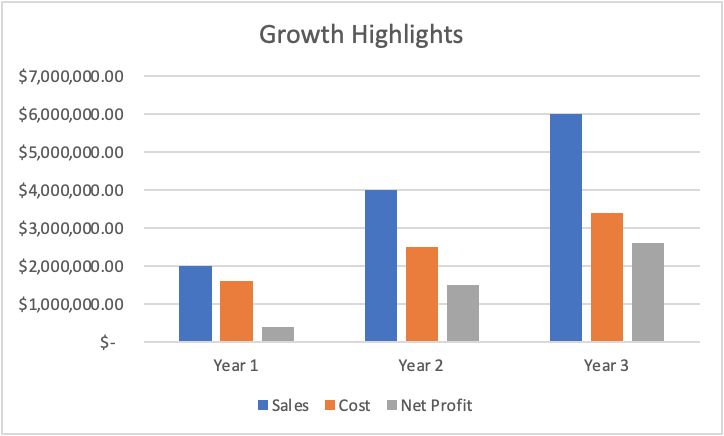 Growth Highlights
$7,000,000.00
$6,000,000.00
$5,000,000.00
$4,000,000.00
$3,000,000.00
$2,000,000.00
$1,000,000.00
$-
Year 1 Year 2 Year 3
Sales Cost Net Profit